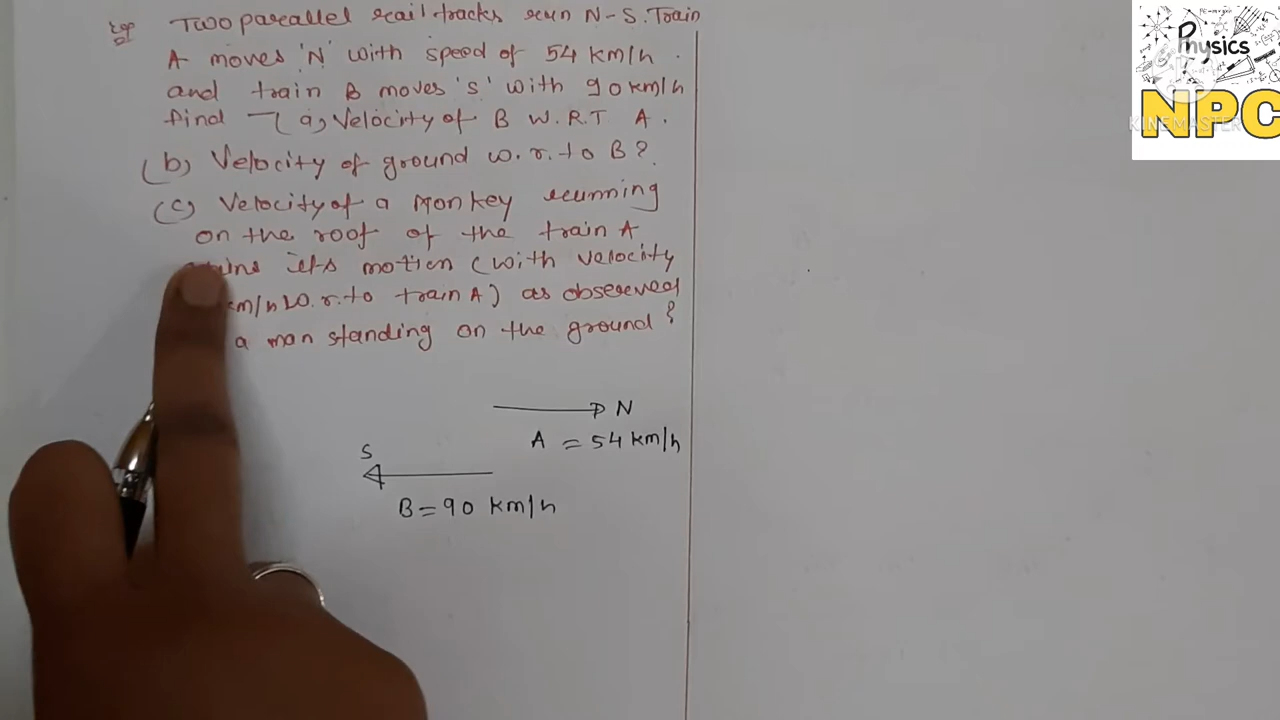 Two parallel rail tracks run N-S. Train
A moves 'N' with speed of 54 km/h.
and train B moves 's' with 90 km/h
find (a) Velocity of B W.R.T A.
(b) Velocity of ground w.r.to B?
(c) Velocity of a Monkey running
on the roof of the train A
its motion (with velocity
km/h w.r.to train A) as observed
a man standing on the ground?
N
A = 54 km/h
S
B = 90 km/h
Physics
NPC
KINEMASTER